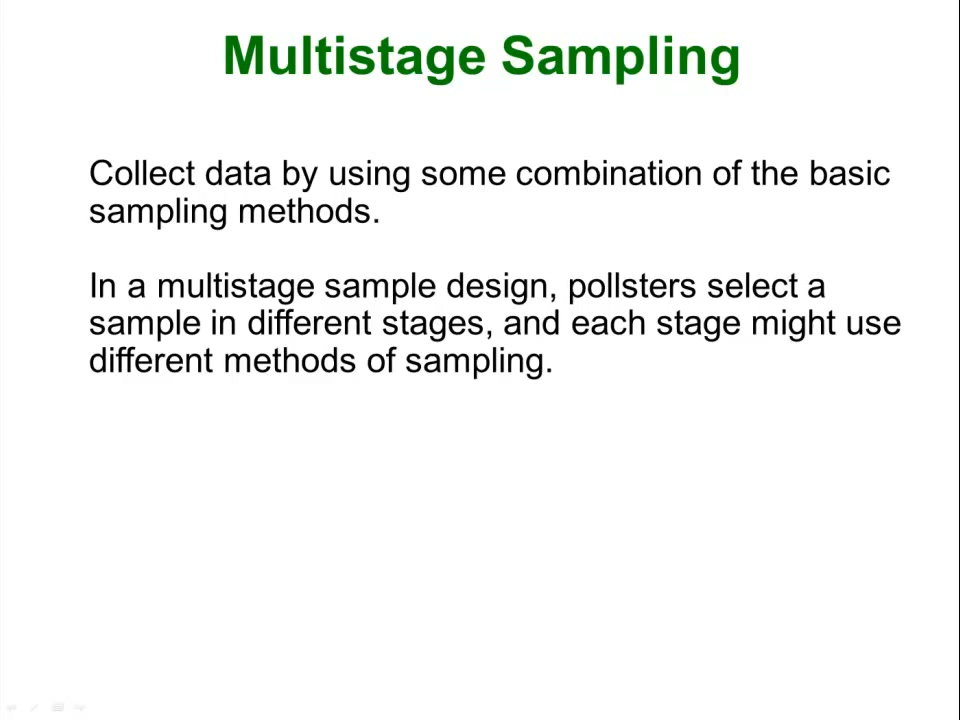 Multistage Sampling
Collect data by using some combination of the basic
sampling methods.
In a multistage sample design, pollsters select a
sample in different stages, and each stage might use
different methods of sampling.